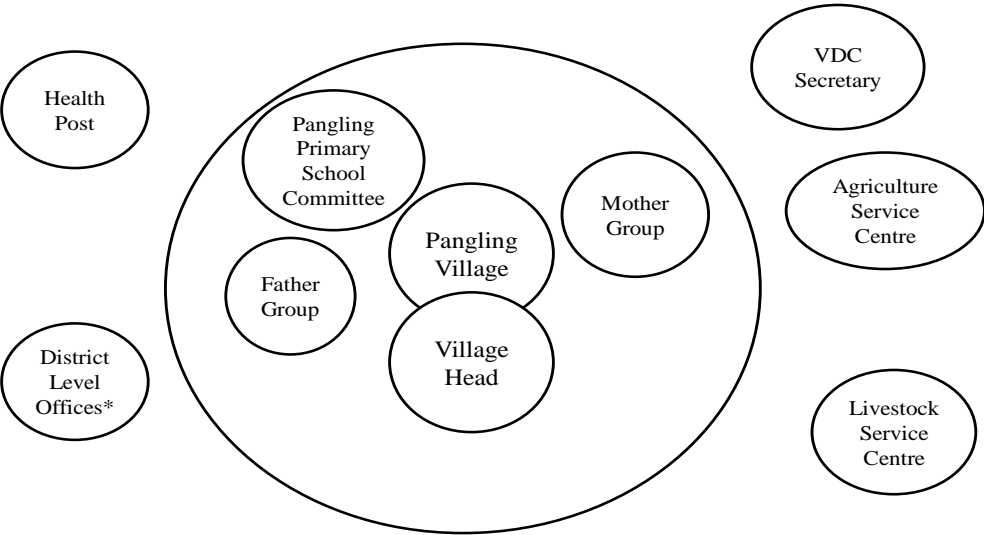 Health
Post
Pangling
Primary
School
Committee
Father
Group
Pangling
Village
Village
Head
Mother
Group
VDC
Secretary
Agriculture
Service
Centre
District
Level
Offices*
Livestock
Service
Centre